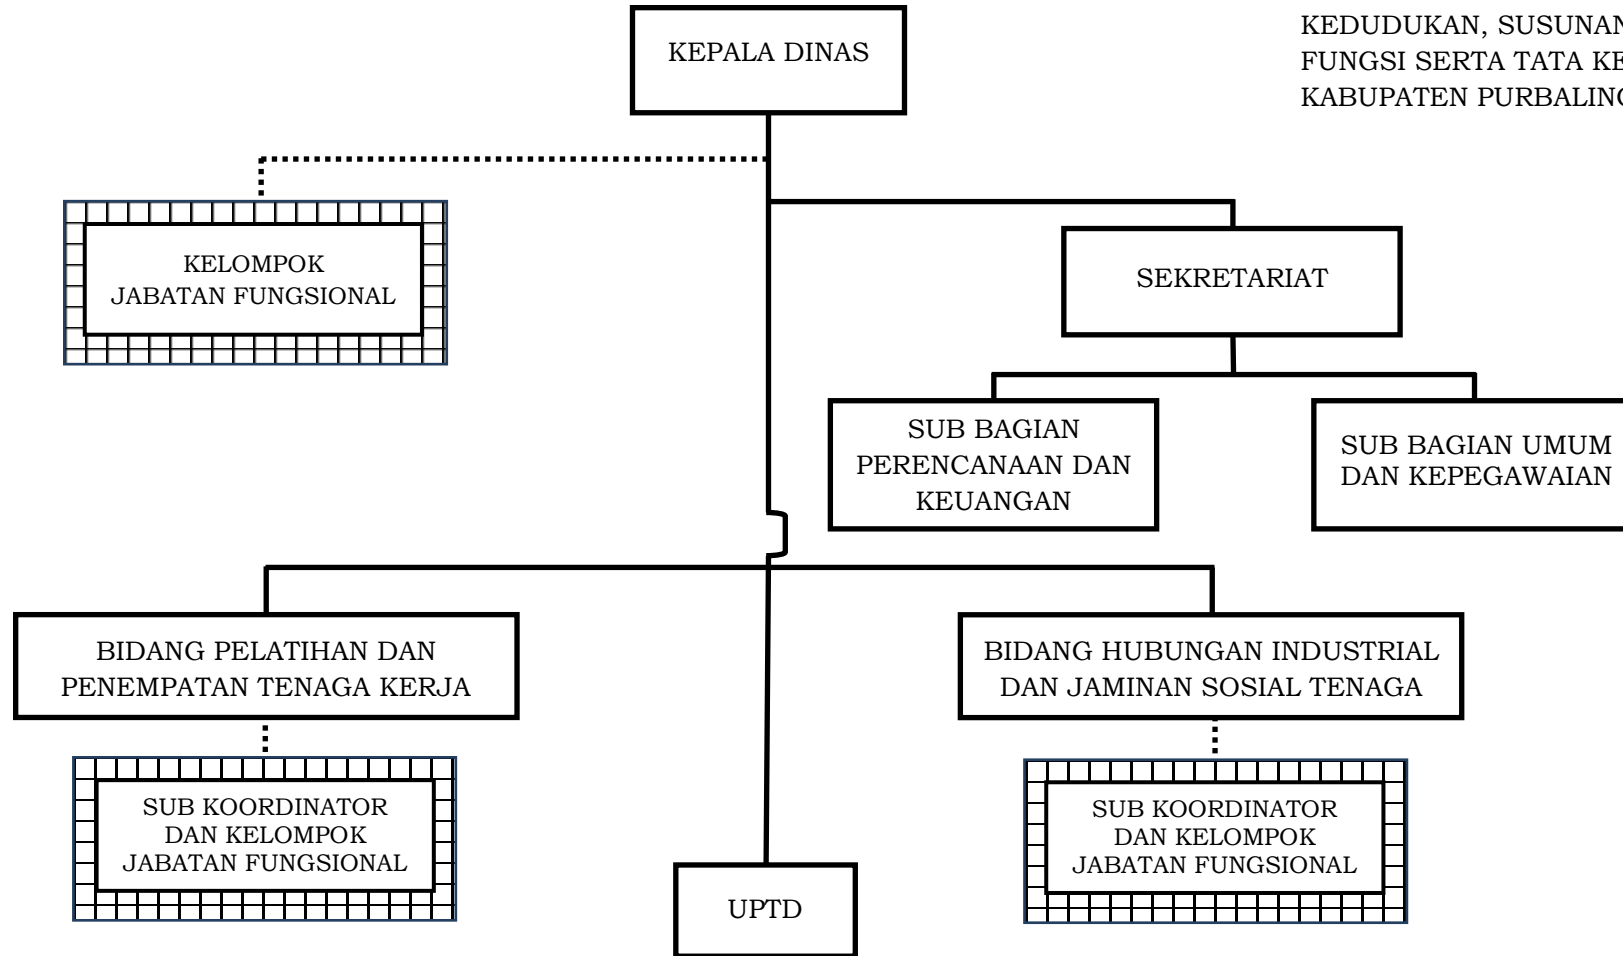 KEPALA DINAS
KEDUDUKAN, SUSUNAN
FUNGSI SERTA TATA KE
KABUPATEN PURBALING
KELOMPOK
JABATAN FUNGSIONAL
SEKRETARIAT
SUB BAGIAN
PERENCANAAN DAN
KEUANGAN
SUB BAGIAN UMUM
DAN KEPEGAWAIAN
BIDANG PELATIHAN DAN
PENEMPATAN TENAGA KERJA
BIDANG HUBUNGAN INDUSTRIAL
DAN JAMINAN SOSIAL TENAGA
SUB KOORDINATOR
DAN KELOMPOK
JABATAN FUNGSIONAL
SUB KOORDINATOR
DAN KELOMPOK
JABATAN FUNGSIONAL
UPTD